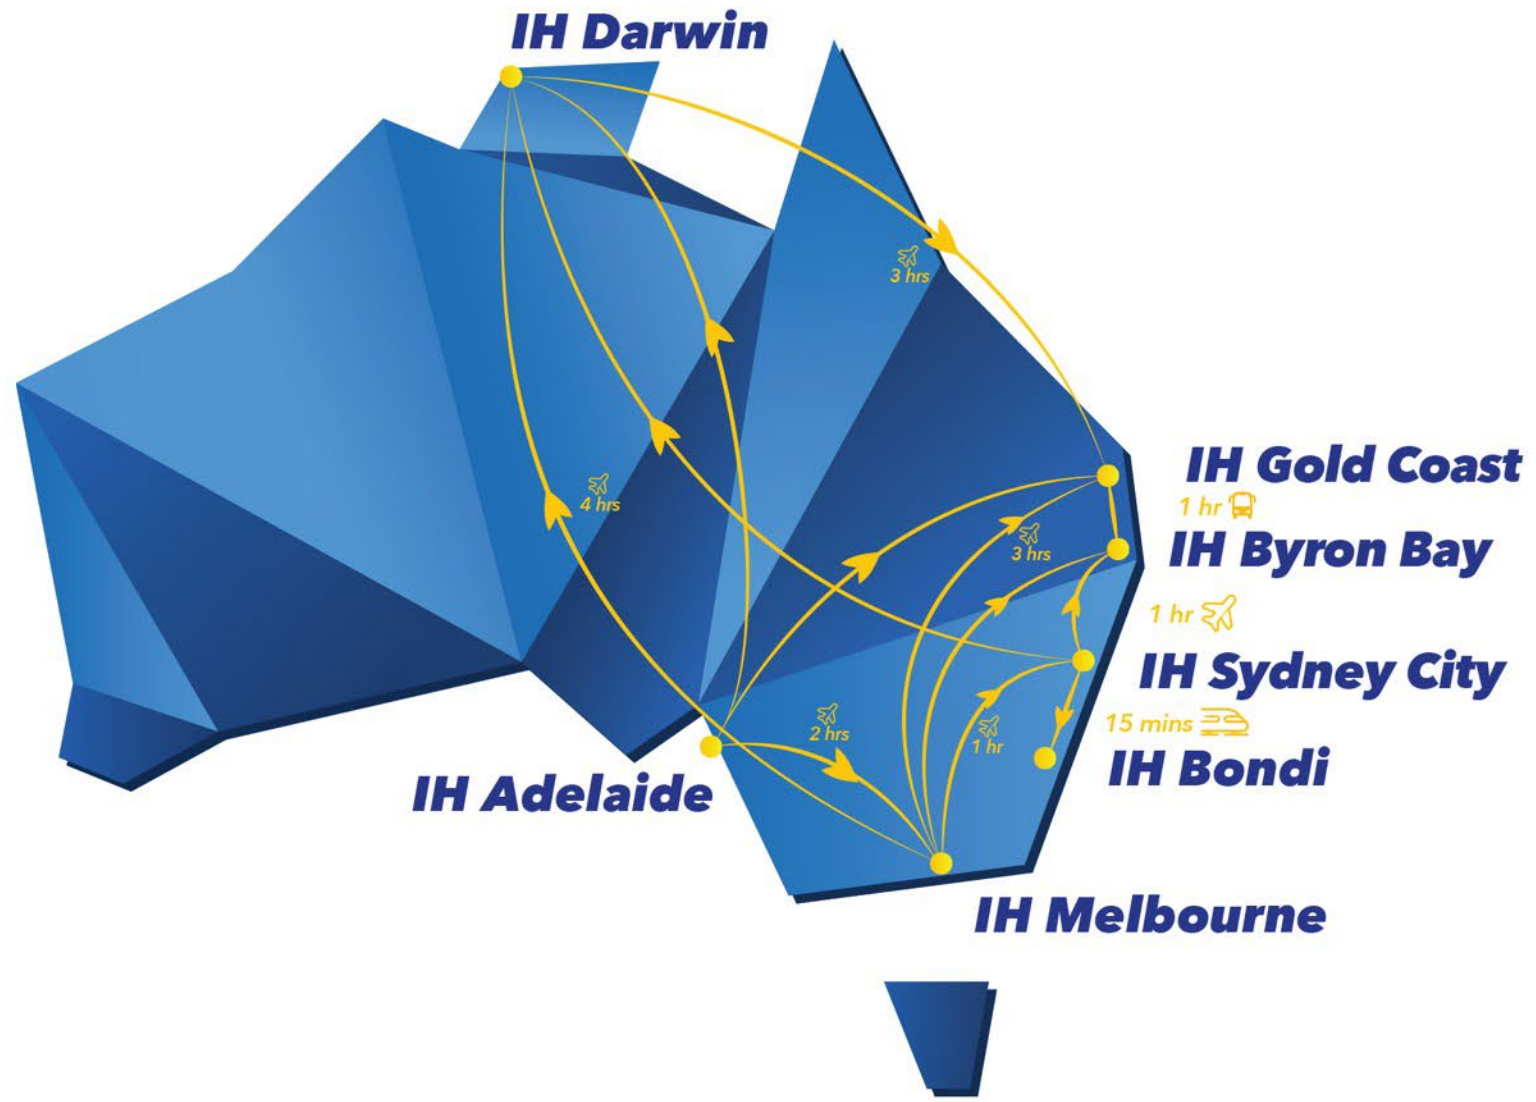 IH Darwin
3 hrs
IH Gold Coast
1 hr
4 hrs
3 hrs
IH Byron Bay
1 hr
IH Sydney City
15 mins
2 hrs
1 hr
IH Bondi
IH Adelaide
IH Melbourne